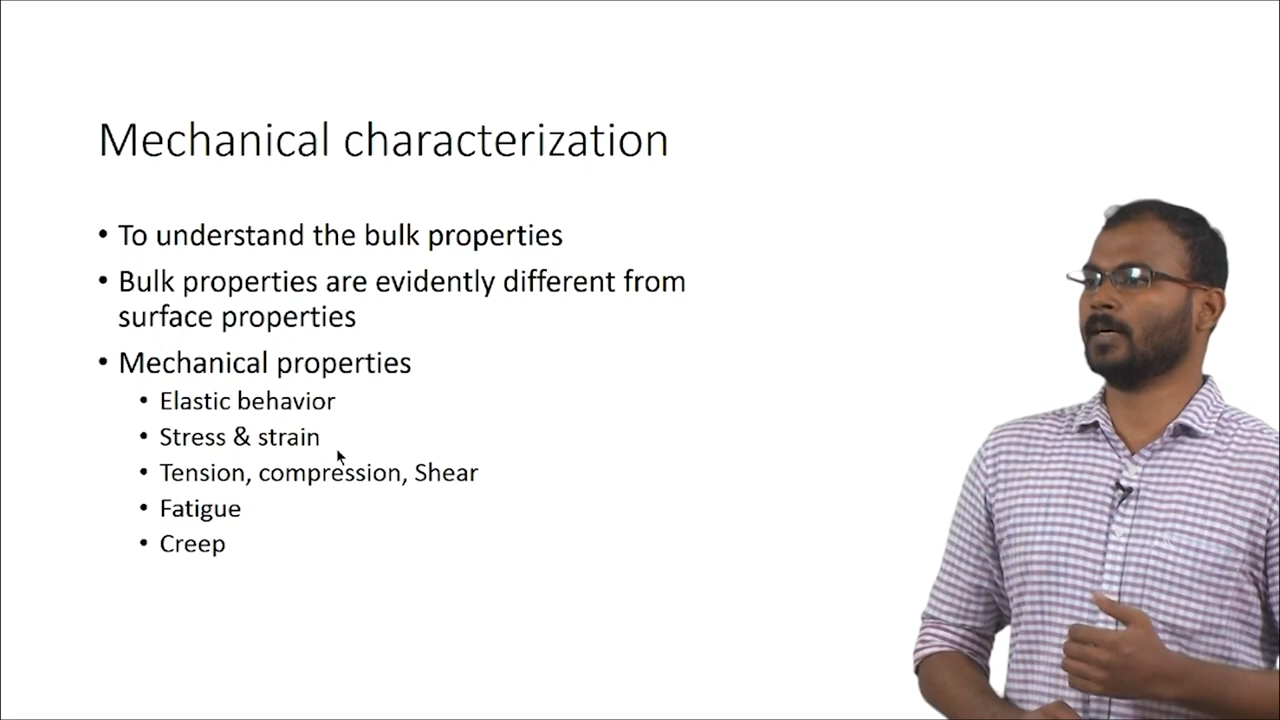 Mechanical characterization
• To understand the bulk properties
• Bulk properties are evidently different from
surface properties
• Mechanical properties
• Elastic behavior
• Stress & strain
• Tension, compression, Shear
• Fatigue
• Creep